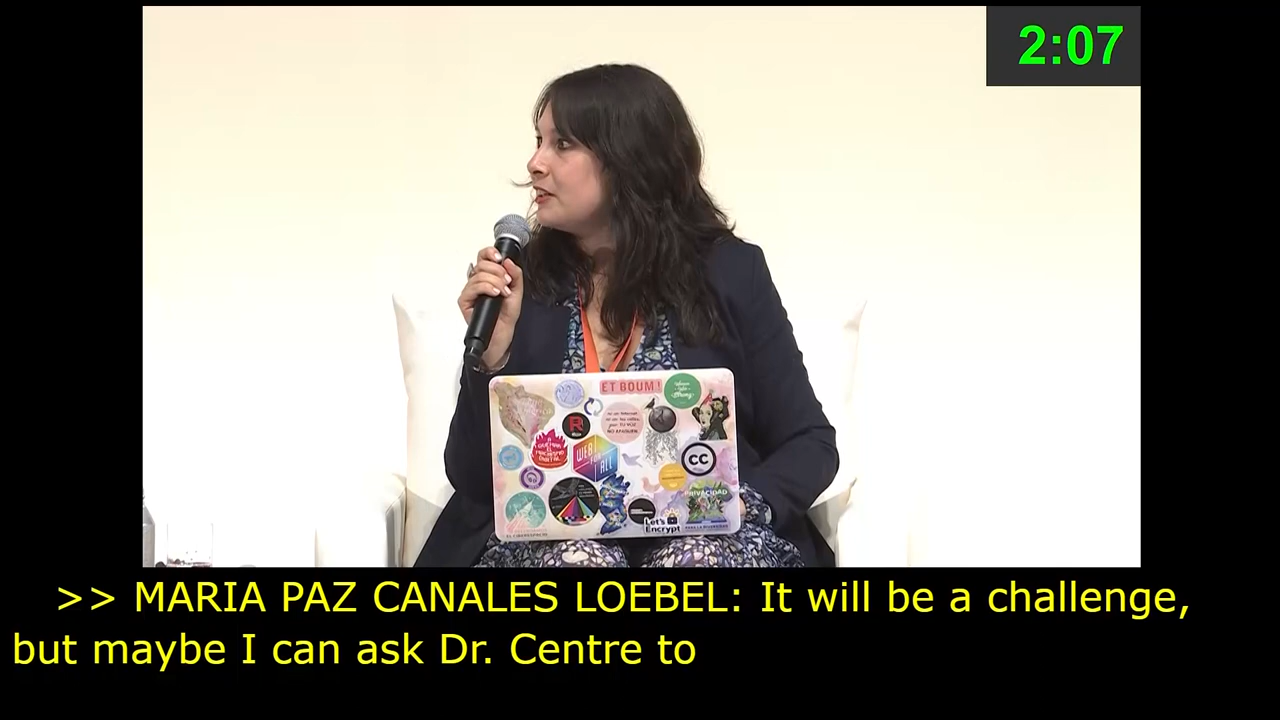 2:07
ET BOUM !
WEB
FOR
ALL
CC
PRIVACIDAD
Let's
Encrypt
>> MARIA PAZ CANALES LOEBEL: It will be a challenge,
but maybe I can ask Dr. Centre to